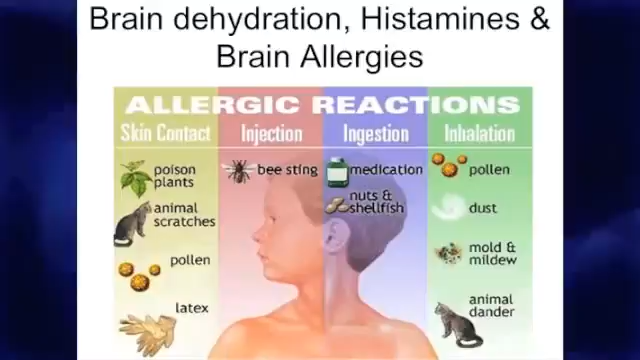 Brain dehydration, Histamines &
Brain Allergies
ALLERGIC REACTIONS
Skin Contact
poison
plants
animal
scratches
pollen
latex
Injection
bee sting
Ingestion
medication
nuts &
shellfish
Inhalation
pollen
dust
mold &
mildew
animal
dander